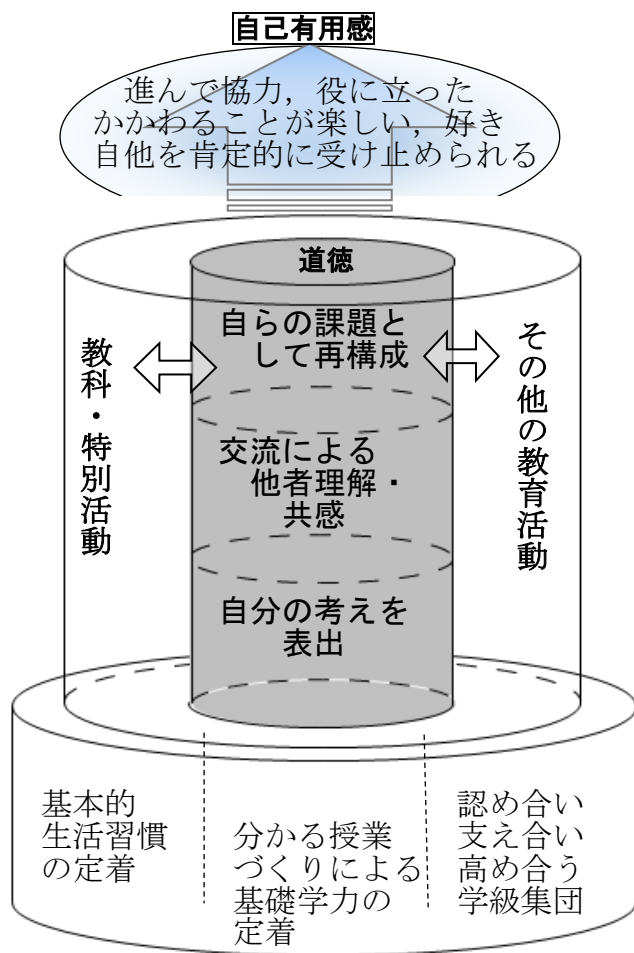 自己有用感
進んで協力，役に立った
かかわることが楽しい，好き
自他を肯定的に受け止められる
道徳
自らの課題と
して再構成
教科・特別活動
その他の教育活動
交流による
他者理解・
共感
自分の考えを
表出
基本的
生活習慣
の定着
分かる授業
づくりによる
基礎学力の
定着
認め合い
支え合い
高め合う
学級集団